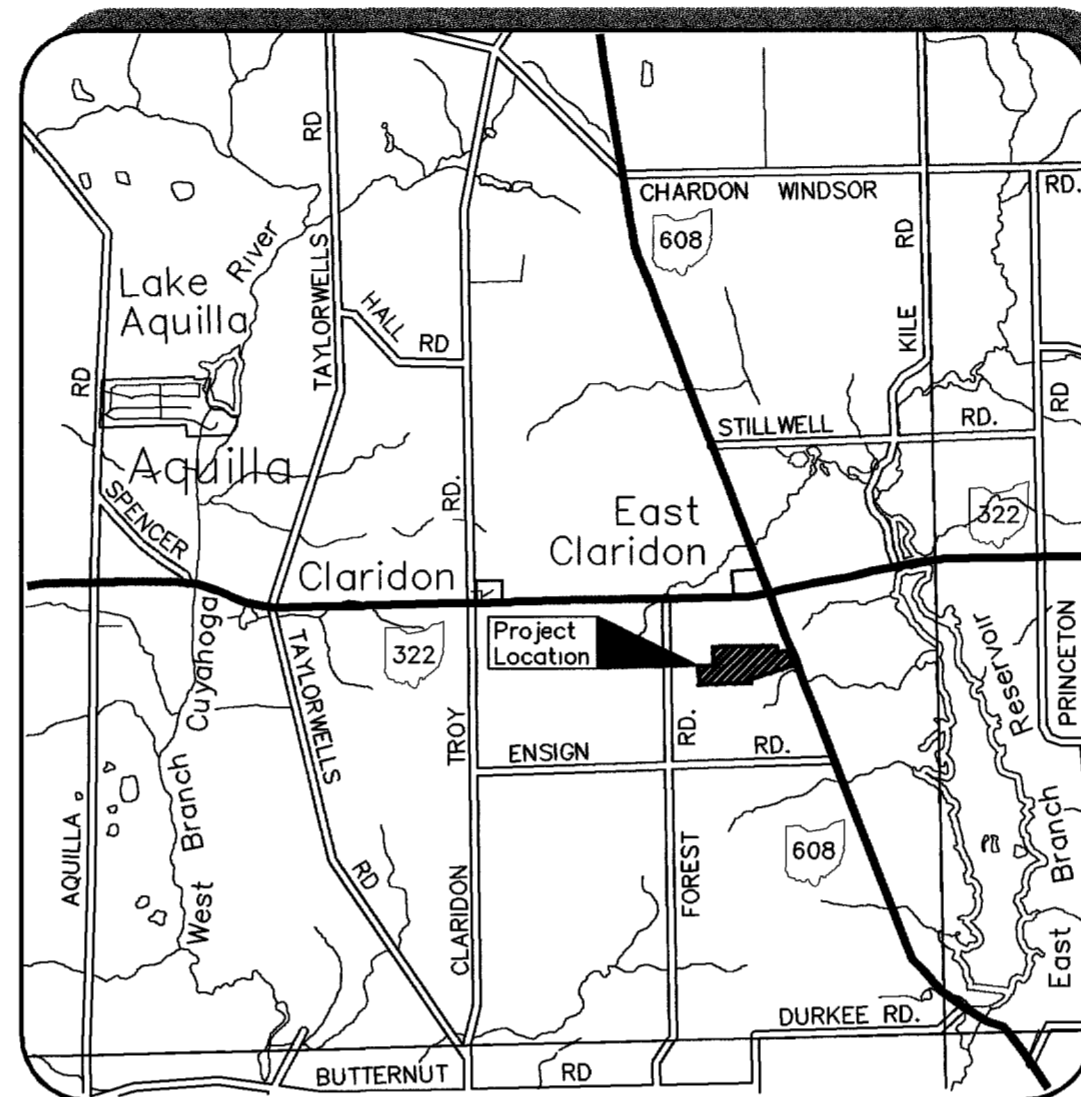 RD
CHARDON WINDSOR
RD.
608
RD
River
Lake
Aquilla
TAYLORWELLS
HALL
RD
KILE
RD
RD
STILLWELL
RD.
Aquilla
RD.
SPENCER
East
Claridon
322
Claridon
Project
Location
322
TAYLORWELLS
Cuyahoga
West Branch
Reservoir
PRINCETON
TROY
ENSIGN
RD.
RD.
AQUILLA
RD
CLARIDON
FOREST
608
East Branch
DURKEE RD.
BUTTERNUT
RD